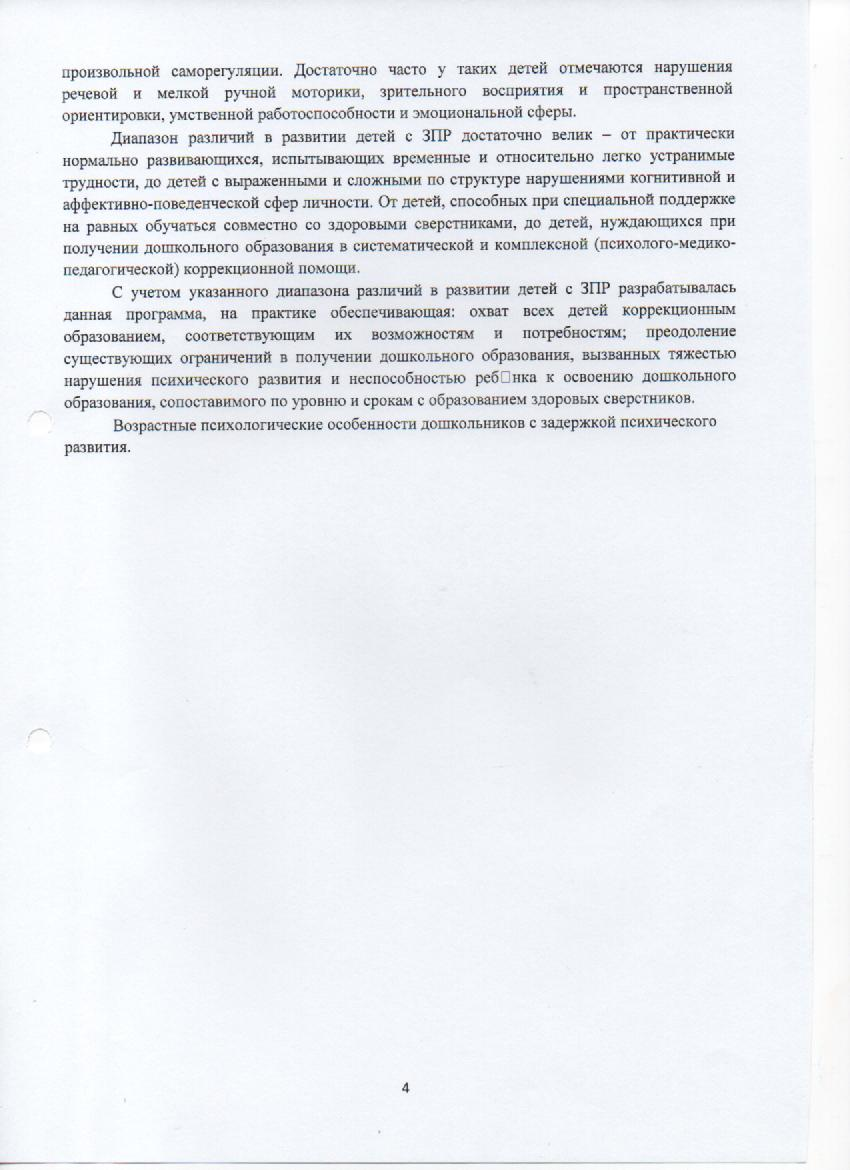 произвольной саморегуляции. Достаточно часто у таких детей отмечаются нарушения
речевой и мелкой ручной моторики, зрительного восприятия и пространственной
ориентировки, умственной работоспособности и эмоциональной сферы.
Диапазон различий в развитии детей с ЗПР достаточно велик – от практически
нормально развивающихся, испытывающих временные и относительно легко устранимые
трудности, до детей с выраженными и сложными по структуре нарушениями когнитивной и
аффективно-поведенческой сфер личности. От детей, способных при специальной поддержке
на равных обучаться совместно со здоровыми сверстниками, до детей, нуждающихся при
получении дошкольного образования в систематической и комплексной (психолого-медико-
педагогической) коррекционной помощи.
С учетом указанного диапазона различий в развитии детей с ЗПР разрабатывалась
данная программа, на практике обеспечивающая: охват всех детей коррекционным
образованием, соответствующим их возможностям и потребностям; преодоление
существующих ограничений в получении дошкольного образования, вызванных тяжестью
нарушения психического развития и неспособностью реб□нка к освоению дошкольного
образования, сопоставимого по уровню и срокам с образованием здоровых сверстников.
Возрастные психологические особенности дошкольников с задержкой психического
развития.
4